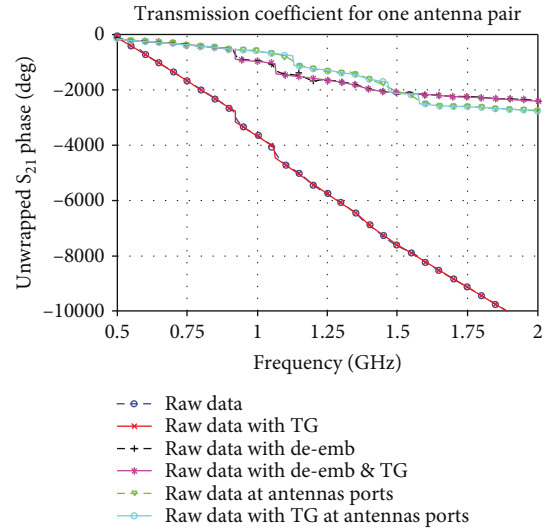 Transmission coefficient for one antenna pair
Unwrapped S21 phase (deg)
0
−2000
−4000
−6000
−8000
−10000
0.5 0.75 1 1.25 1.5 1.75 2
Frequency (GHz)
Raw data
Raw data with TG
Raw data with de-emb
Raw data with de-emb & TG
Raw data at antennas ports
Raw data with TG at antennas ports